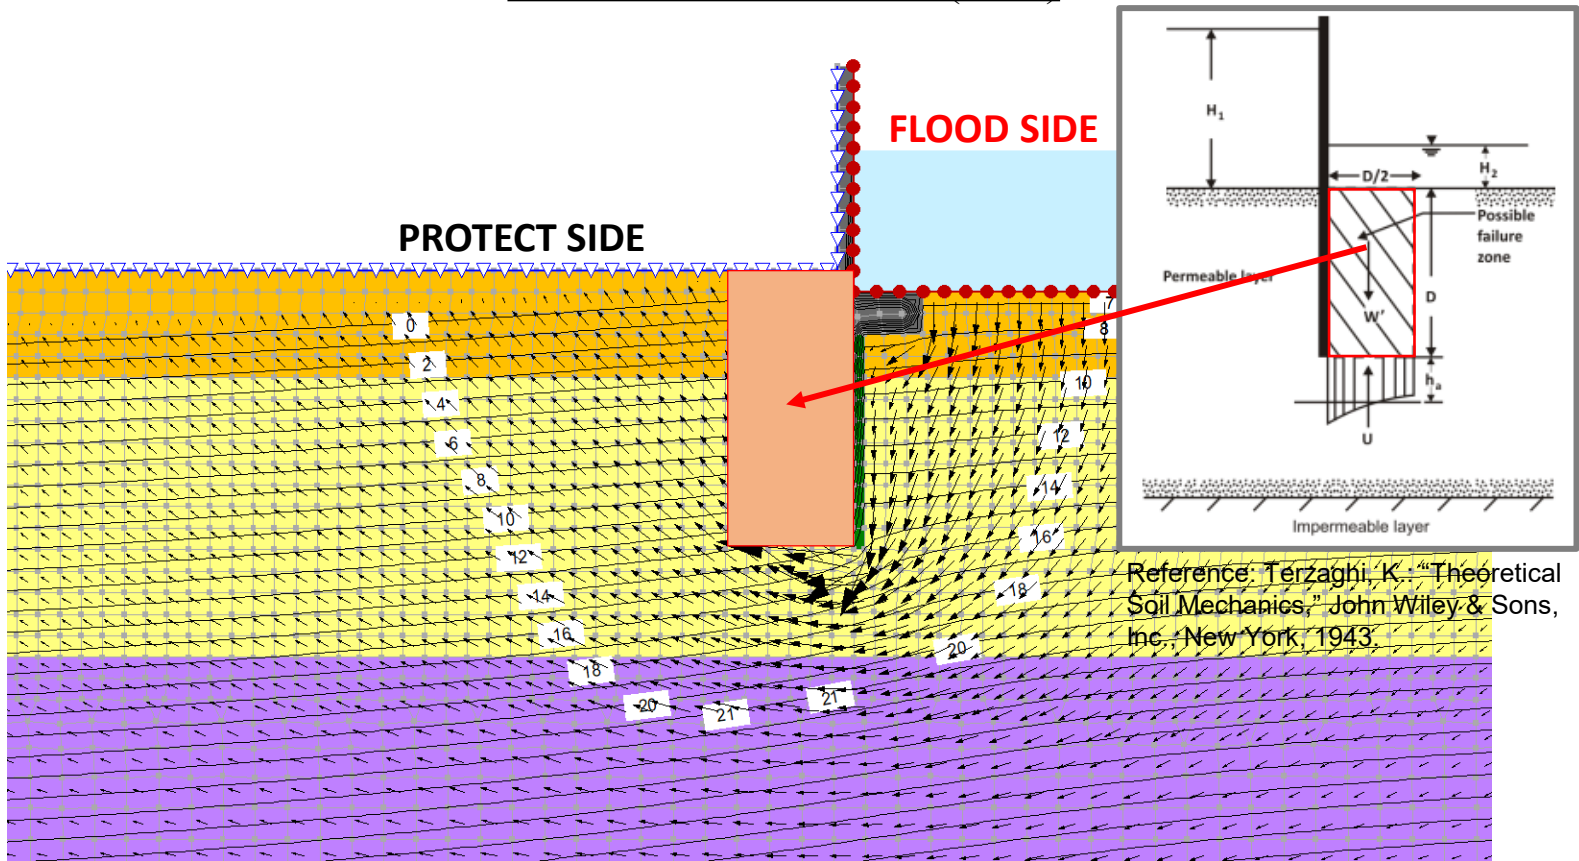 FLOOD SIDE
PROTECT SIDE
H₁
H₂
D/2
Possible
failure
zone
Permeable layer
W'
D
hₐ
U
Impermeable layer
Reference: Terzaghi, K.: “Theoretical
Soil Mechanics,” John Wiley & Sons,
Inc., New York, 1943.
0
2
4
6
8
10
12
14
16
18
20
21
21
20
18
16
14
12
10
8
7